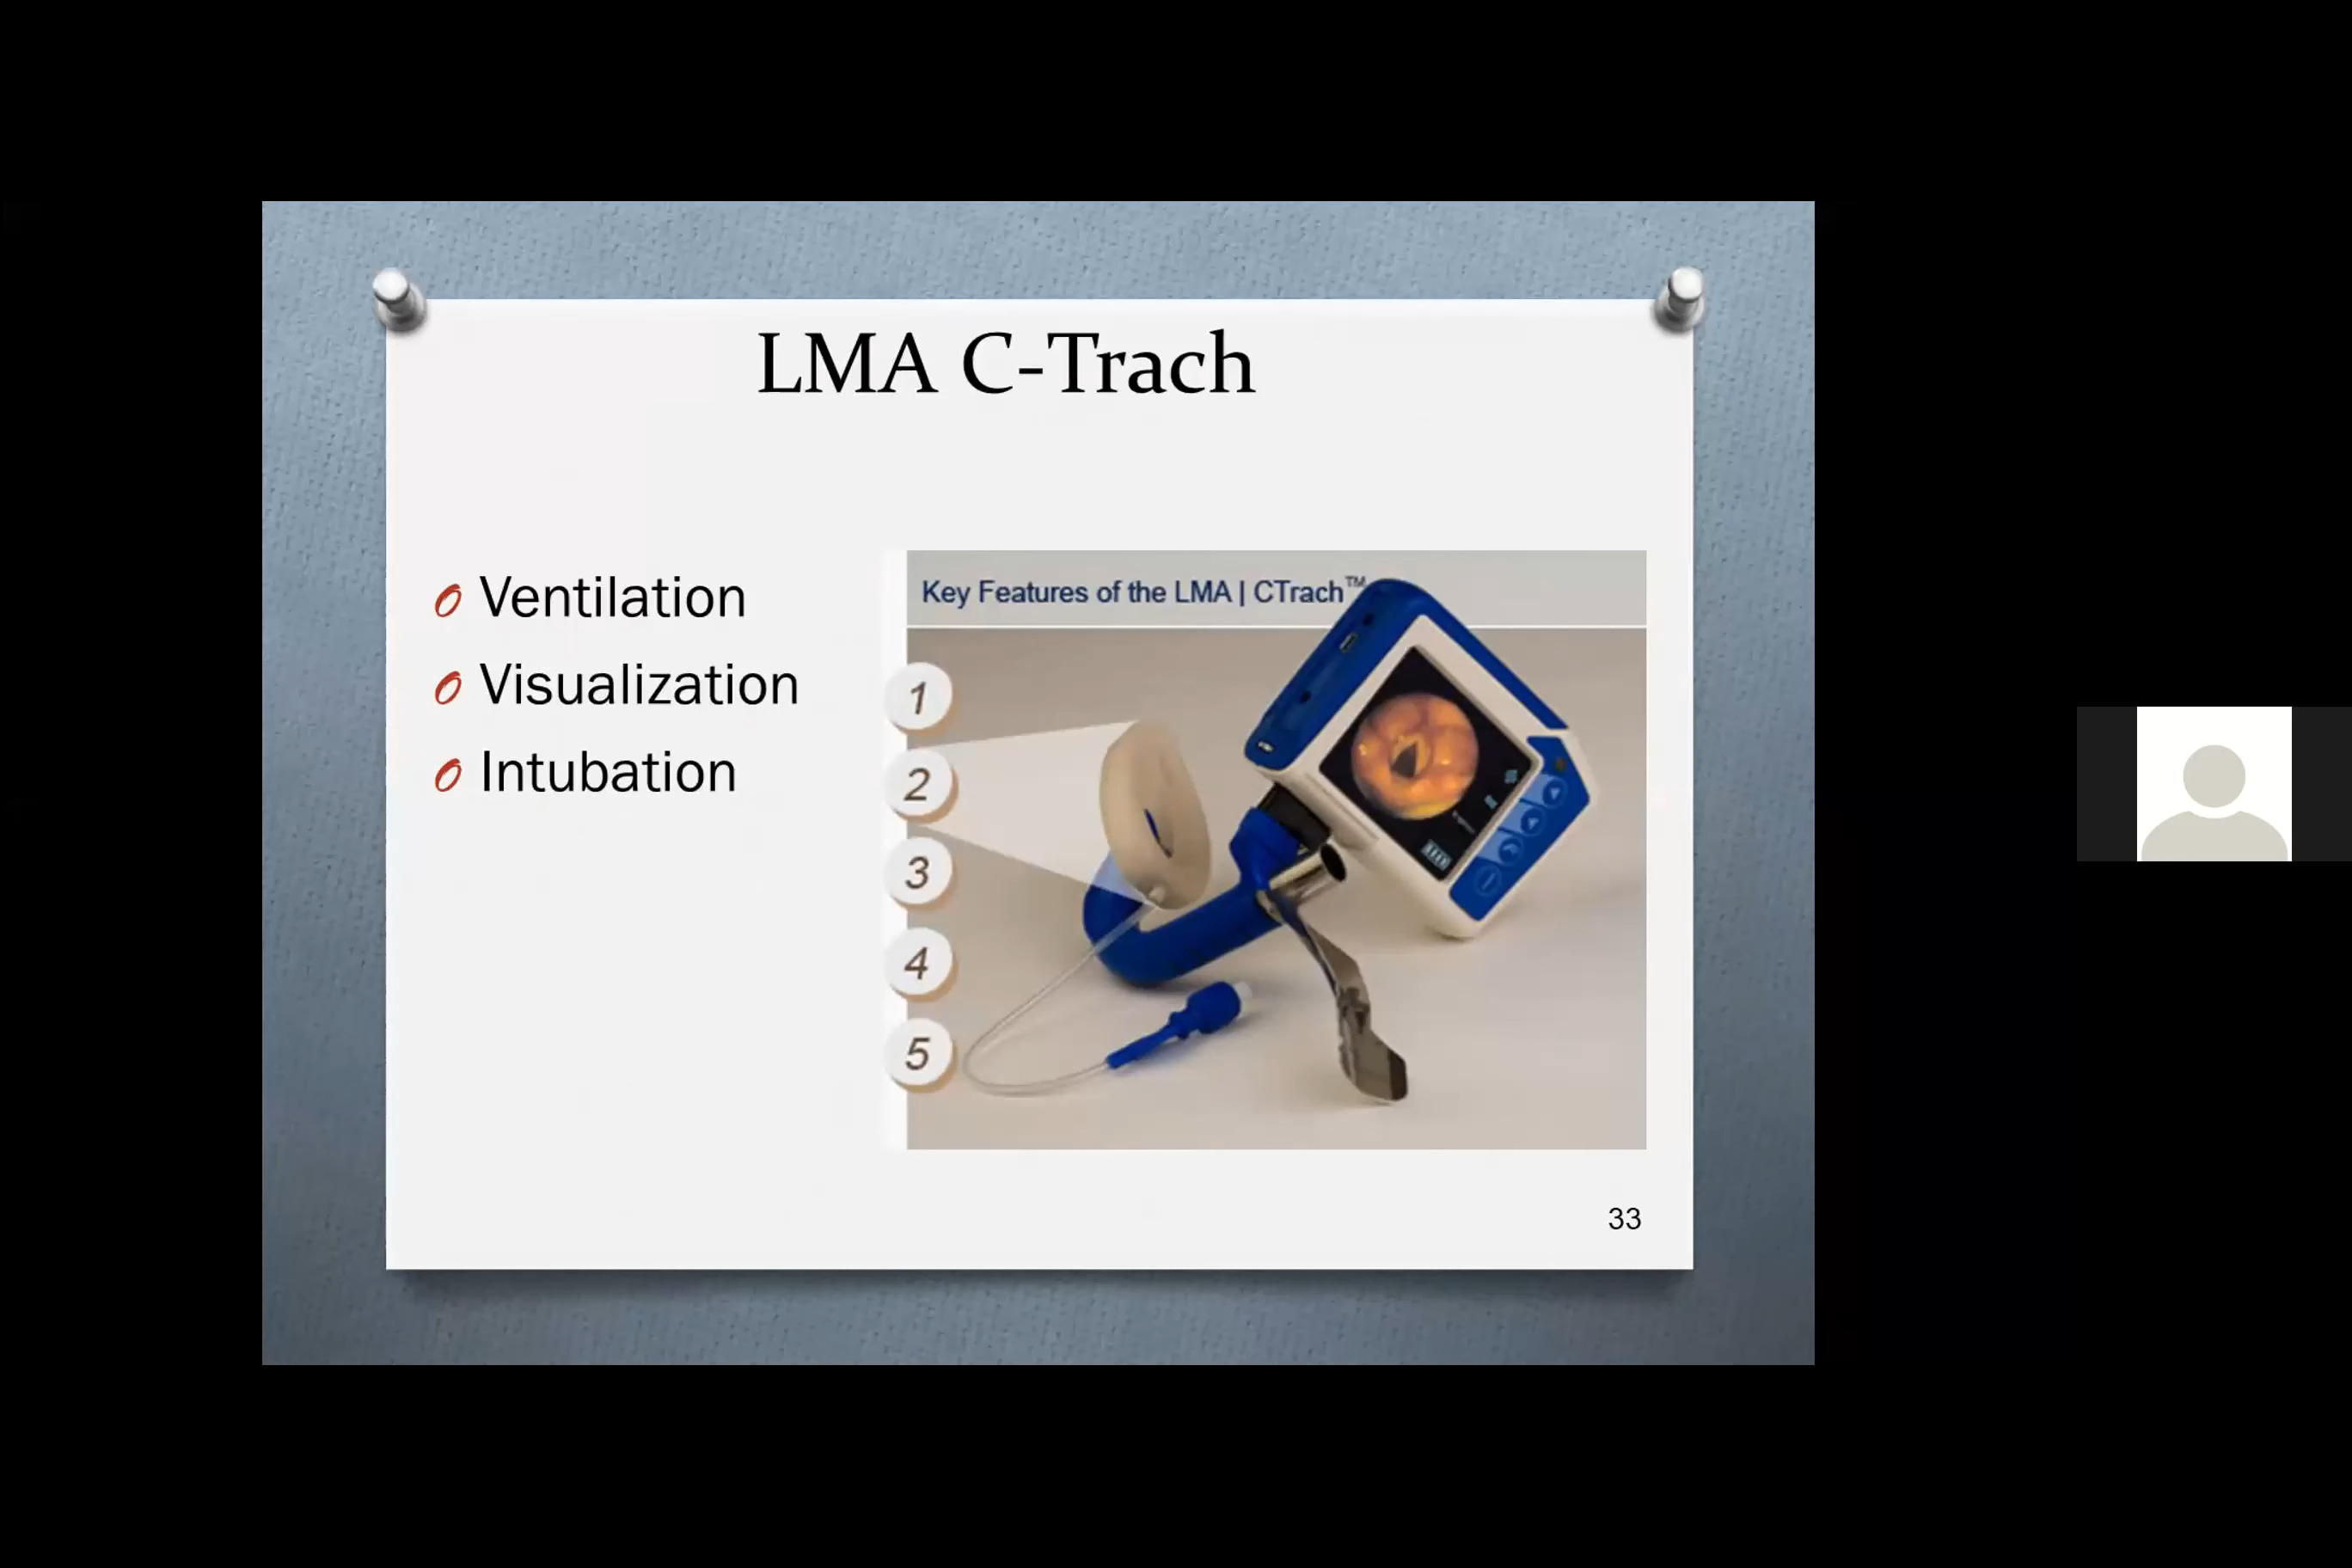 LMA C-Trach
Ventilation
Visualization
Intubation
Key Features of the LMA | CTrach™
1
2
3
4
5
33